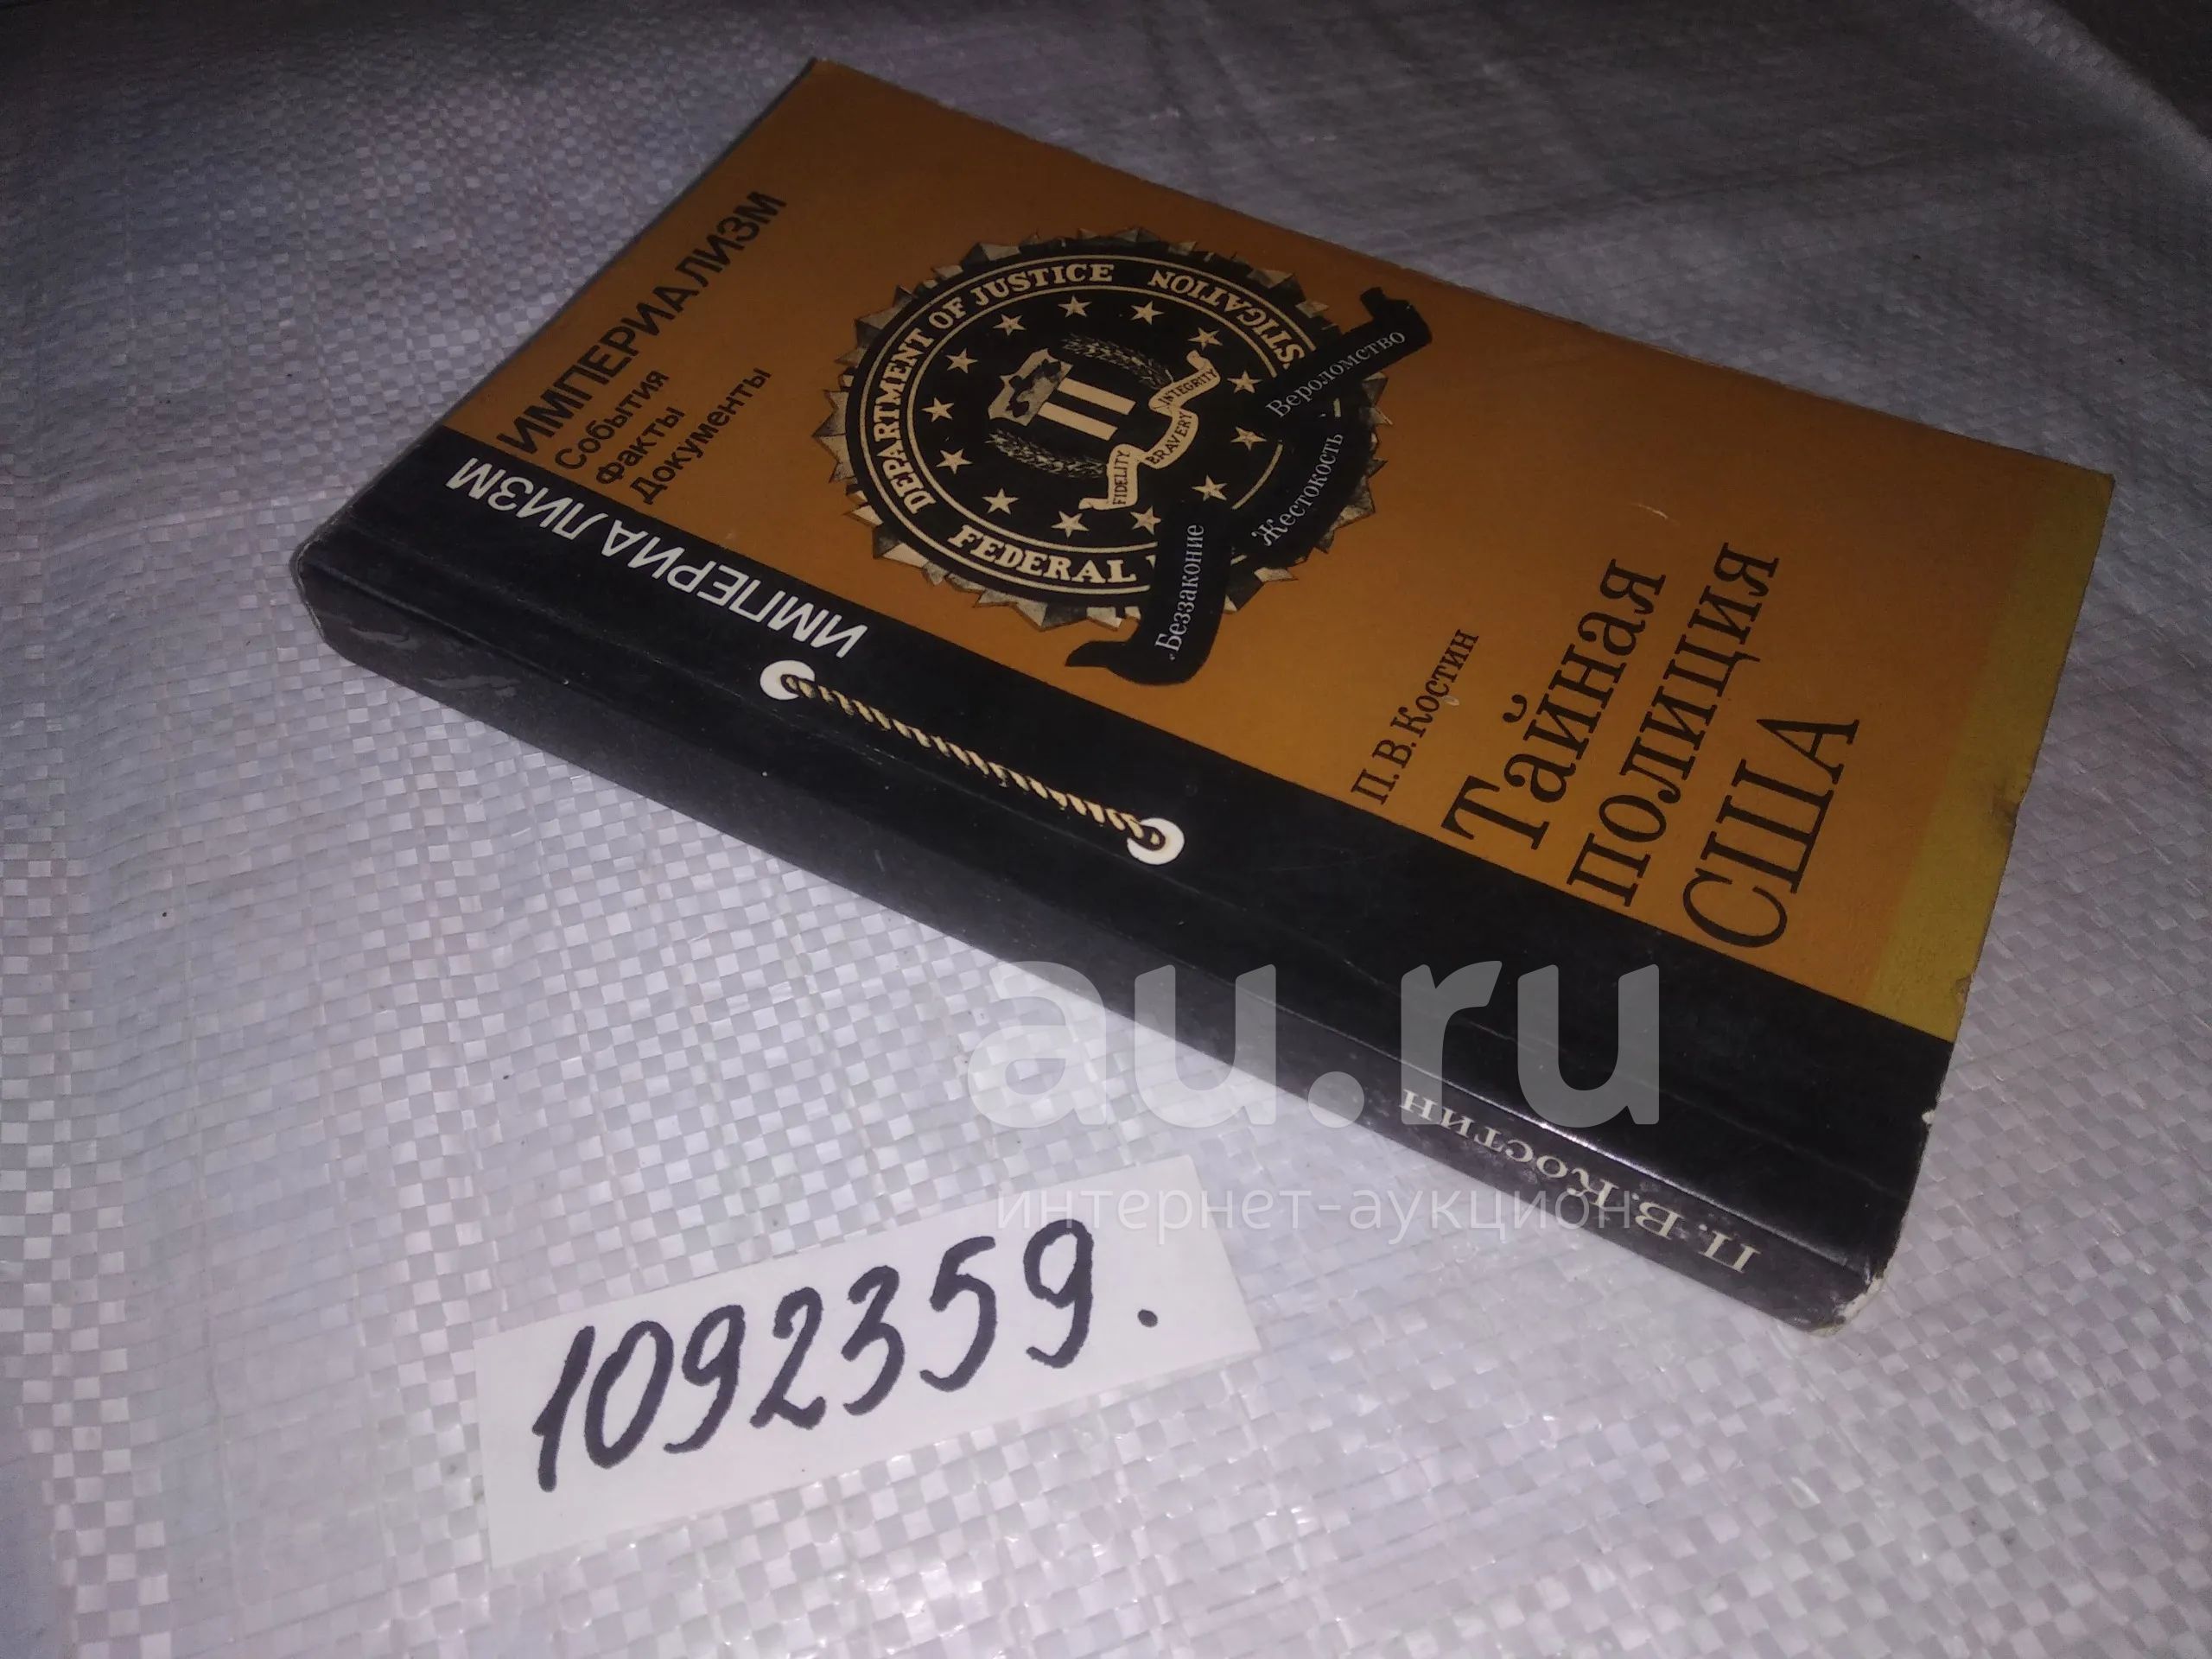 ИМПЕРИАЛИЗМ
События
Факты
Документы
DEPARTMENT OF JUSTICE
FEDERAL
STIGATION
FIDELITY
BRAVERY
INTEGRITY
Вероломство
Жестокость
Беззаконие
П.В.Костин
Тайная
полиция
США
ИМПЕРИАЛИЗМ
П.В.Костин
au.ru
интернет-аукцион
1092359.